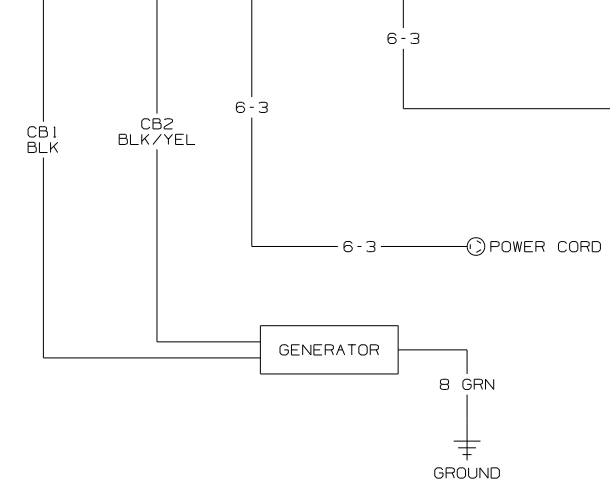 6-3
6-3
CB1
BLK
CB2
BLK/YEL
6-3
POWER CORD
GENERATOR
8 GRN
GROUND